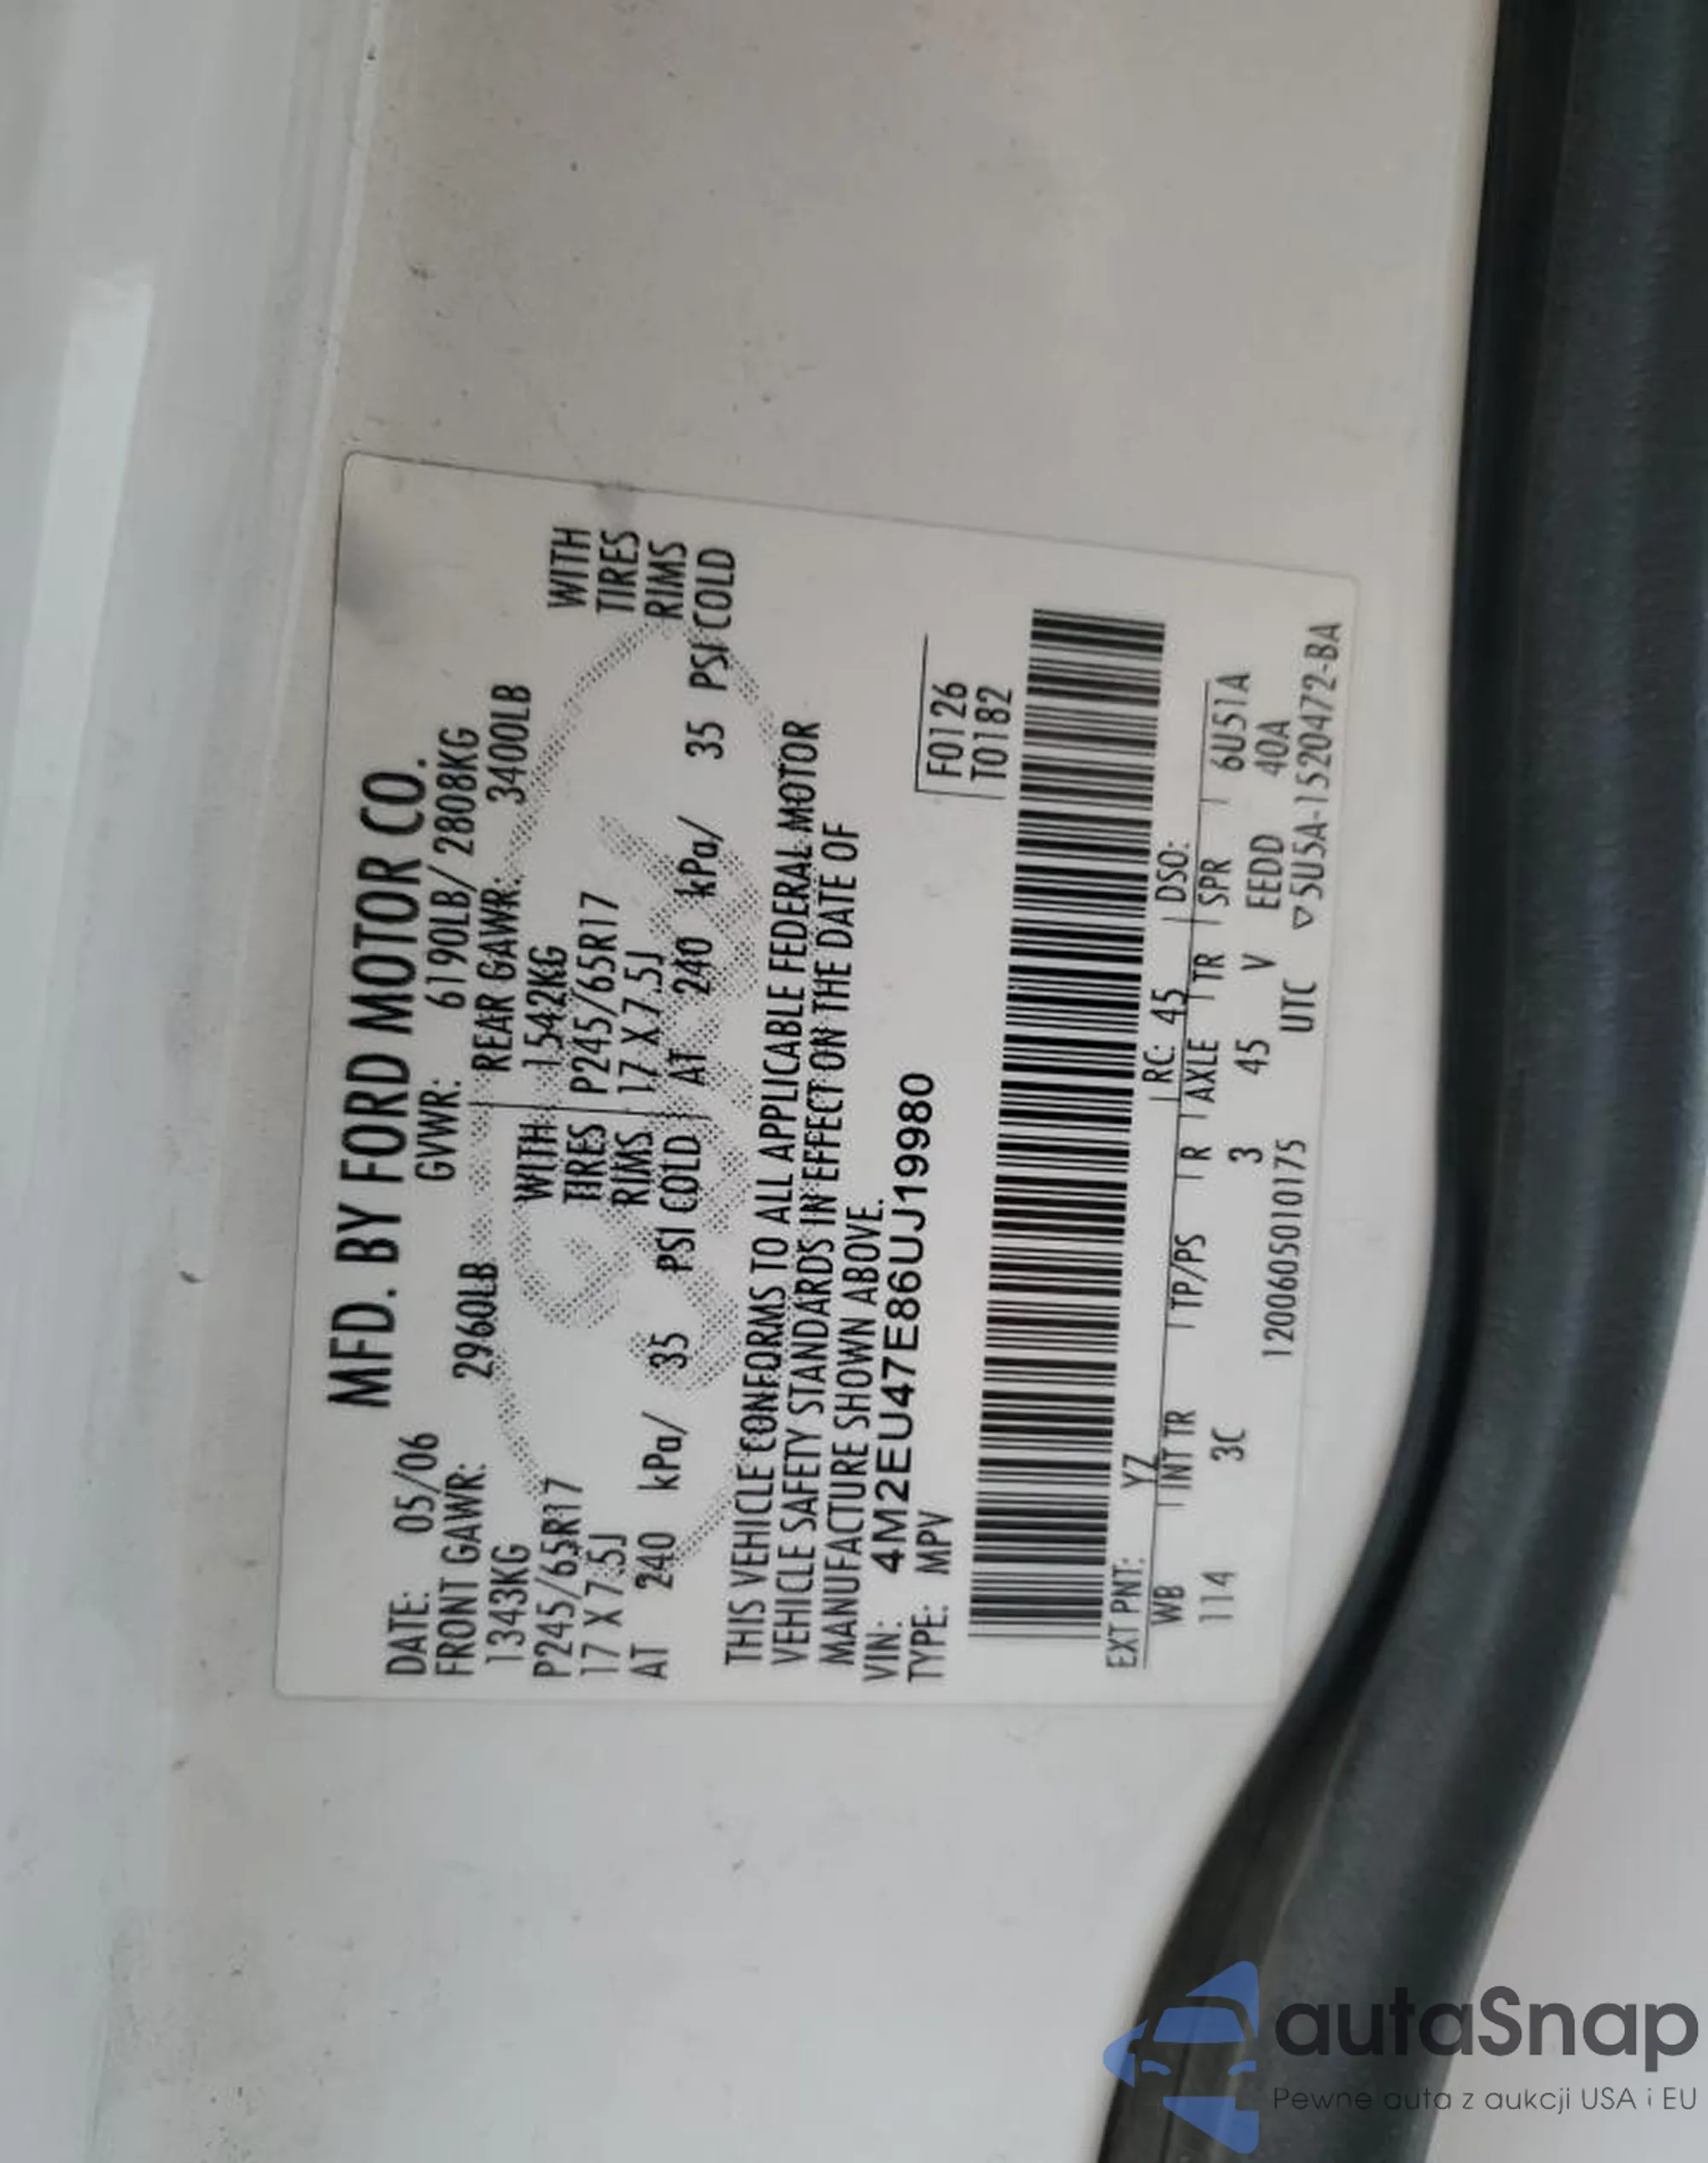 MFD. BY FORD MOTOR CO.
DATE: 05/06 GVWR: 6190LB/ 2808KG
FRONT GAWR: 2960LB REAR GAWR: 3400LB
1343KG WITH 1542KG WITH
P245/65R17 TIRES P245/65R17 TIRES
17 X 7.5J RIMS 17 X 7.5J RIMS
AT 240 kPa/ 35 PSI COLD AT 240 kPa/ 35 PSI COLD
THIS VEHICLE CONFORMS TO ALL APPLICABLE FEDERAL MOTOR
VEHICLE SAFETY STANDARDS IN EFFECT ON THE DATE OF
MANUFACTURE SHOWN ABOVE.
VIN: 4M2EU47E86UJ19980 F0126
TYPE: MPV T0182
EXT PNT: YZ RC: 45 DSO:
WB INT TR TP/PS R AXLE TR SPR 6U51A
114 3C 3 45 V EEDD 40A
1200605010175 UTC ▽5U5A-1520472-BA
autaSnap
Pewne auta z aukcji USA i EU